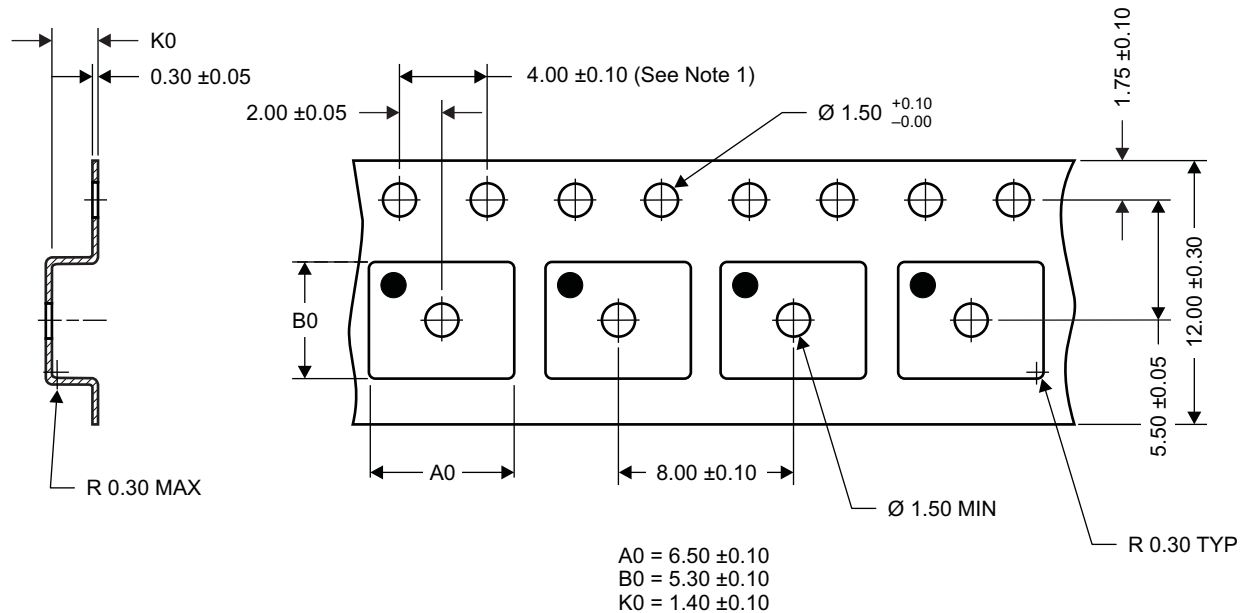 K0
0.30 ±0.05
4.00 ±0.10 (See Note 1)
2.00 ±0.05
Ø 1.50 +0.10 –0.00
1.75 ±0.10
B0
12.00 ±0.30
5.50 ±0.05
R 0.30 MAX
A0
8.00 ±0.10
Ø 1.50 MIN
R 0.30 TYP
A0 = 6.50 ±0.10
B0 = 5.30 ±0.10
K0 = 1.40 ±0.10